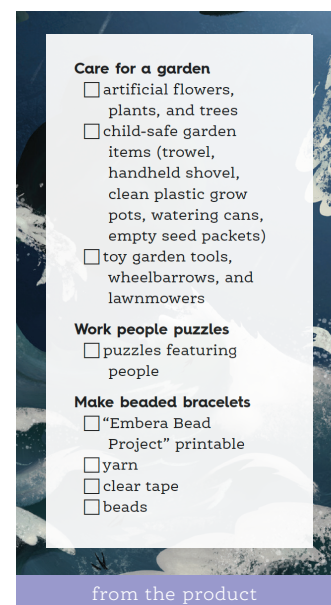 Care for a garden
□ artificial flowers,
plants, and trees
□ child-safe garden
items (trowel,
handheld shovel,
clean plastic grow
pots, watering cans,
empty seed packets)
□ toy garden tools,
wheelbarrows, and
lawnmowers
Work people puzzles
□ puzzles featuring
people
Make beaded bracelets
□ “Embera Bead
Project” printable
□ yarn
□ clear tape
□ beads
from the product